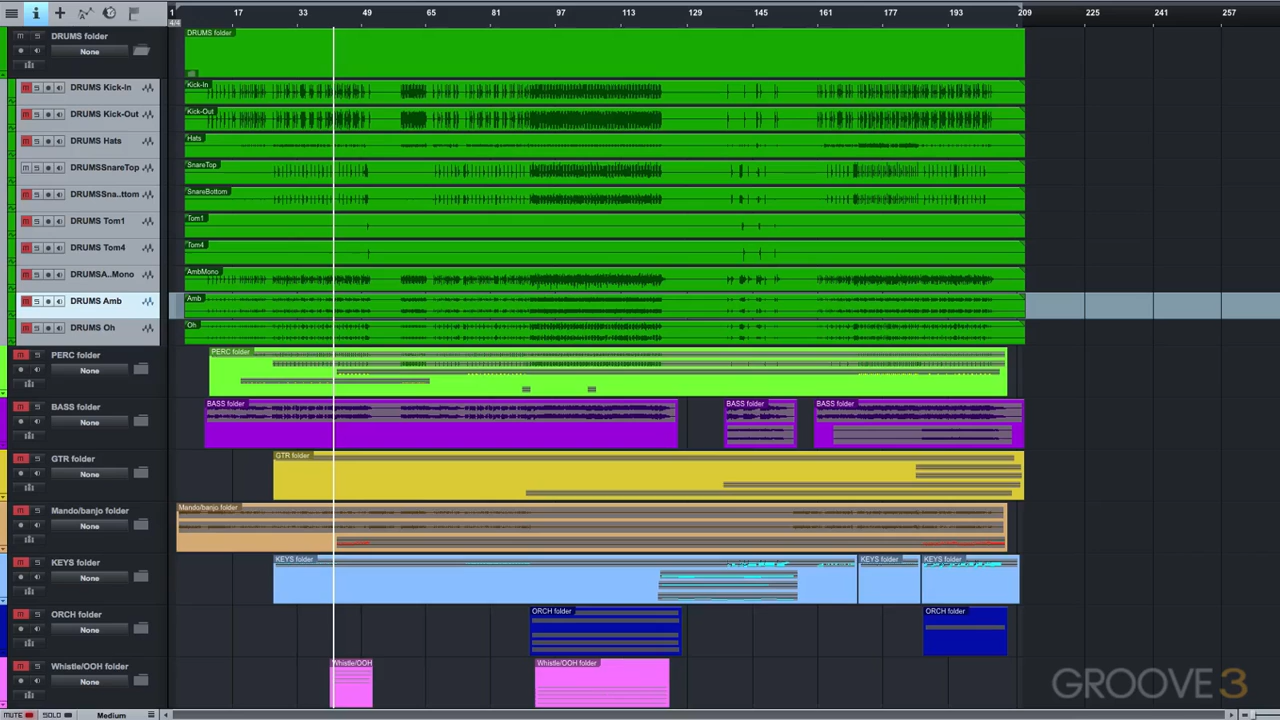 1 17 33 49 65 81 97 113 129 145 161 177 193 209 225 241 257
4/4
DRUMS folder
None
DRUMS folder
M S DRUMS Kick-In
Kick-In
M S DRUMS Kick-Out
Kick-Out
M S DRUMS Hats
Hats
M S DRUMSSnareTop
SnareTop
M S DRUMSSna..ttom
SnareBottom
M S DRUMS Tom1
Tom1
M S DRUMS Tom4
Tom4
M S DRUMSA..Mono
AmbMono
M S DRUMS Amb
Amb
M S DRUMS Oh
Oh
M S PERC folder
None
PERC folder
M S BASS folder
None
BASS folder BASS folder BASS folder
M S GTR folder
None
GTR folder
M S Mando/banjo folder
None
Mando/banjo folder
M S KEYS folder
None
KEYS folder KEYS folder KEYS folder
M S ORCH folder
None
ORCH folder ORCH folder
M S Whistle/OOH folder
None
Whistle/OOH Whistle/OOH folder
MUTE SOLO Medium
GROOVE3